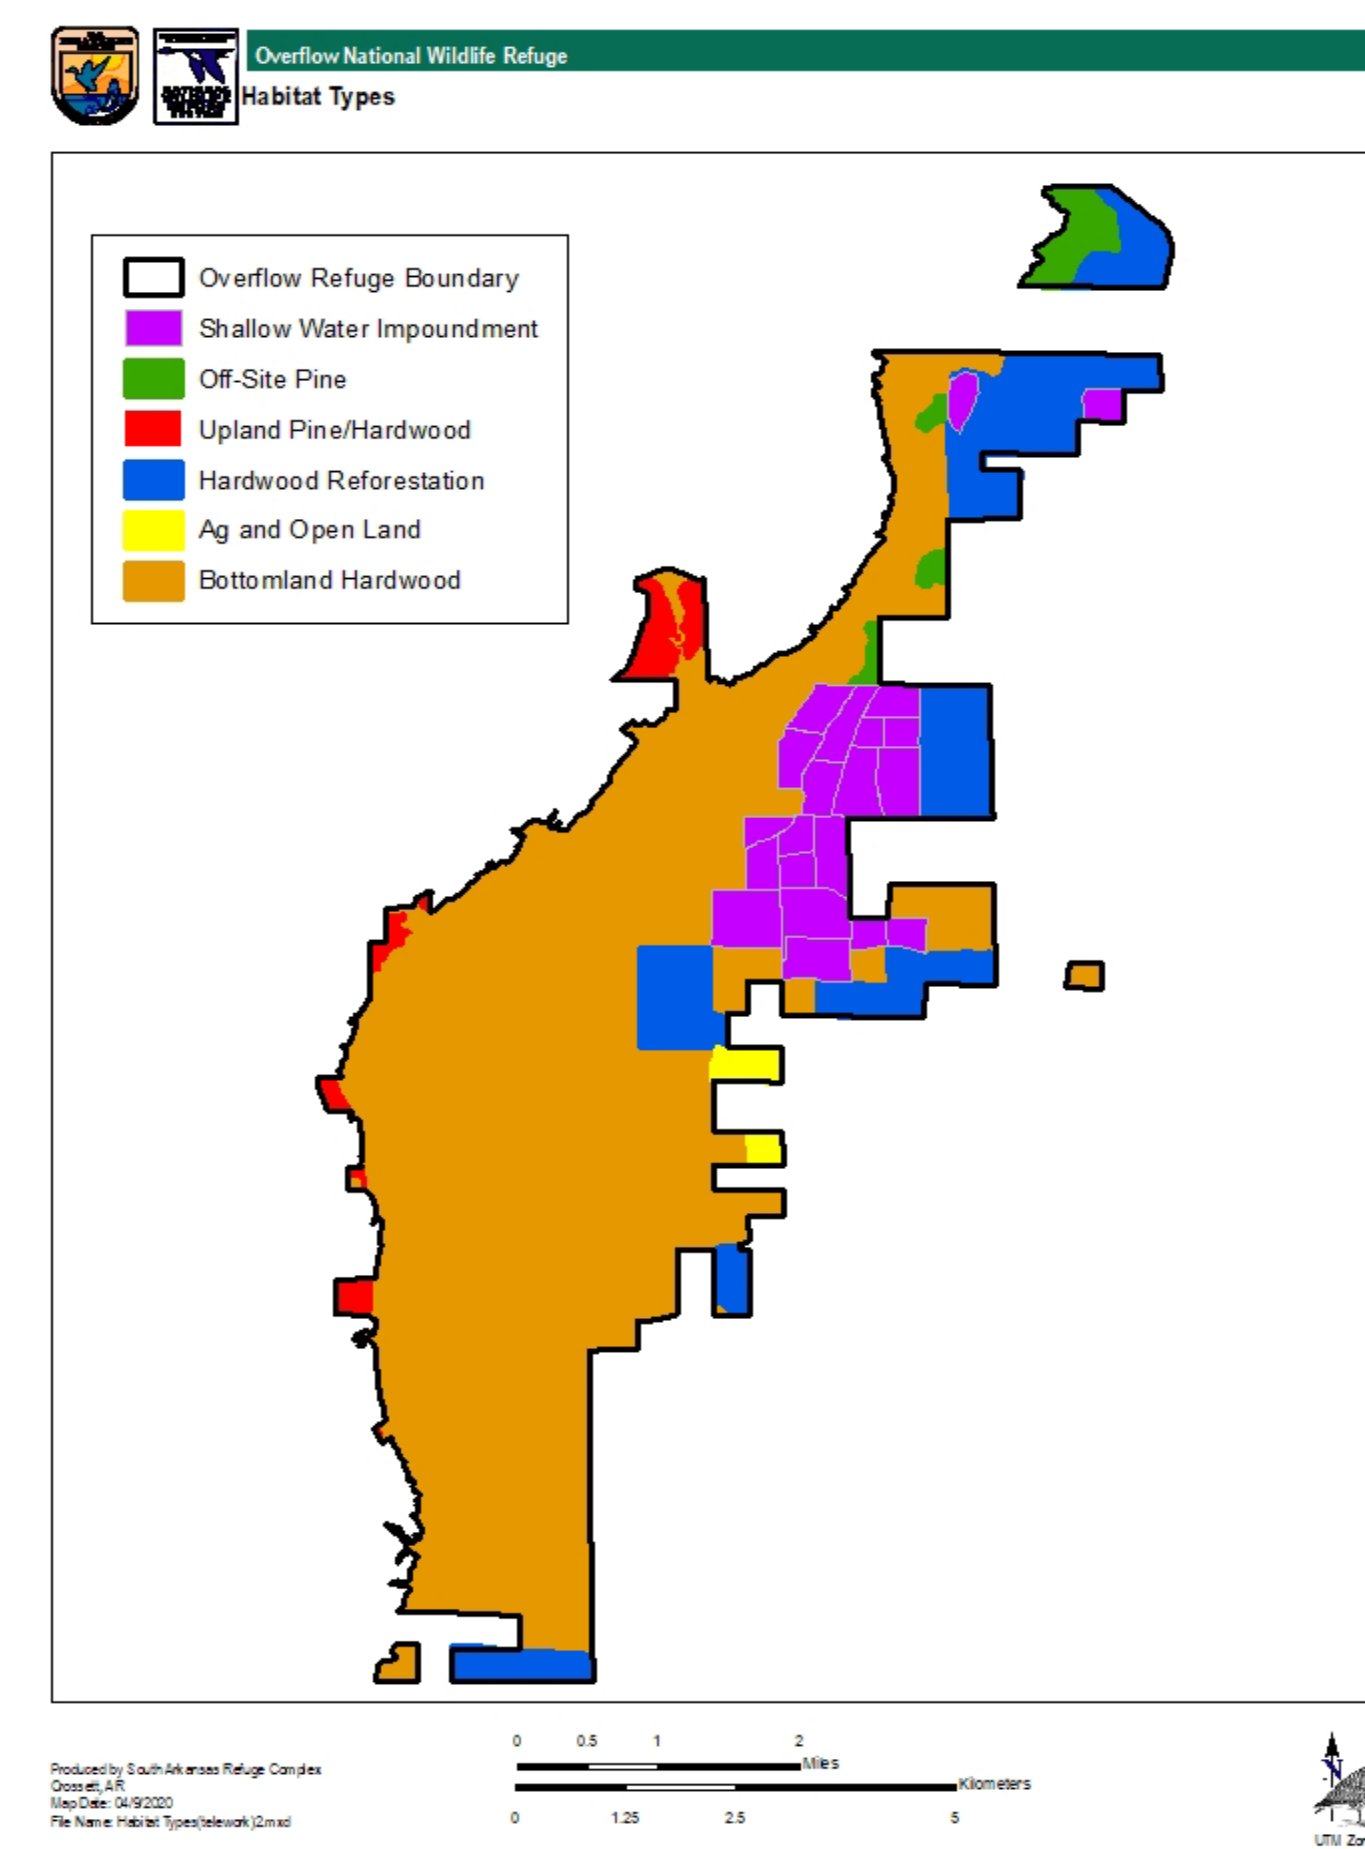 Overflow National Wildlife Refuge
Habitat Types
Overflow Refuge Boundary
Shallow Water Impoundment
Off-Site Pine
Upland Pine/Hardwood
Hardwood Reforestation
Ag and Open Land
Bottomland Hardwood
0 0.5 1 2
Miles
Kilometers
0 1.25 2.5 5
Produced by South Arkansas Refuge Complex
Crossett, AR
Map Date: 04/9/2020
File Name: Habitat Types(telework)2.mxd
N
UTM Zon